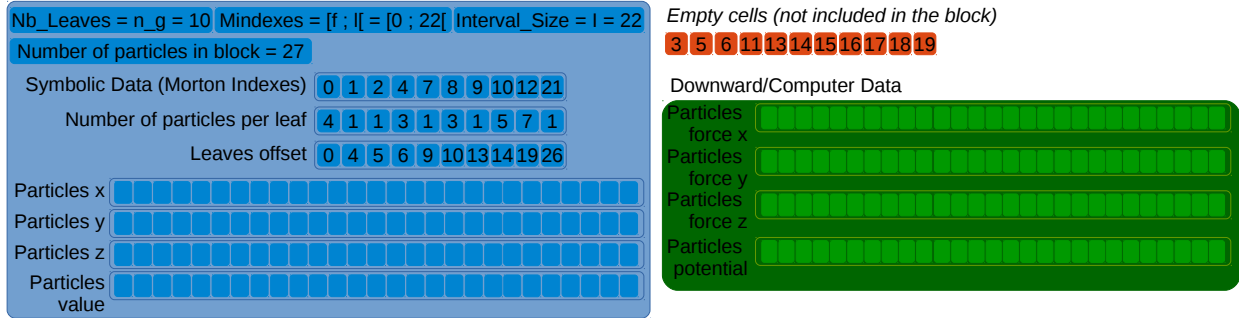 Nb_Leaves = n_g = 10 Mindexes = [f ; l[ = [0 ; 22[ Interval_Size = I = 22
Number of particles in block = 27
Symbolic Data (Morton Indexes) 0 1 2 4 7 8 9 10 12 21
Number of particles per leaf 4 1 1 3 1 3 1 5 7 1
Leaves offset 0 4 5 6 9 10 13 14 19 26
Particles x
Particles y
Particles z
Particles
value
Empty cells (not included in the block)
3 5 6 11 13 14 15 16 17 18 19
Downward/Computer Data
Particles
force x
Particles
force y
Particles
force z
Particles
potential